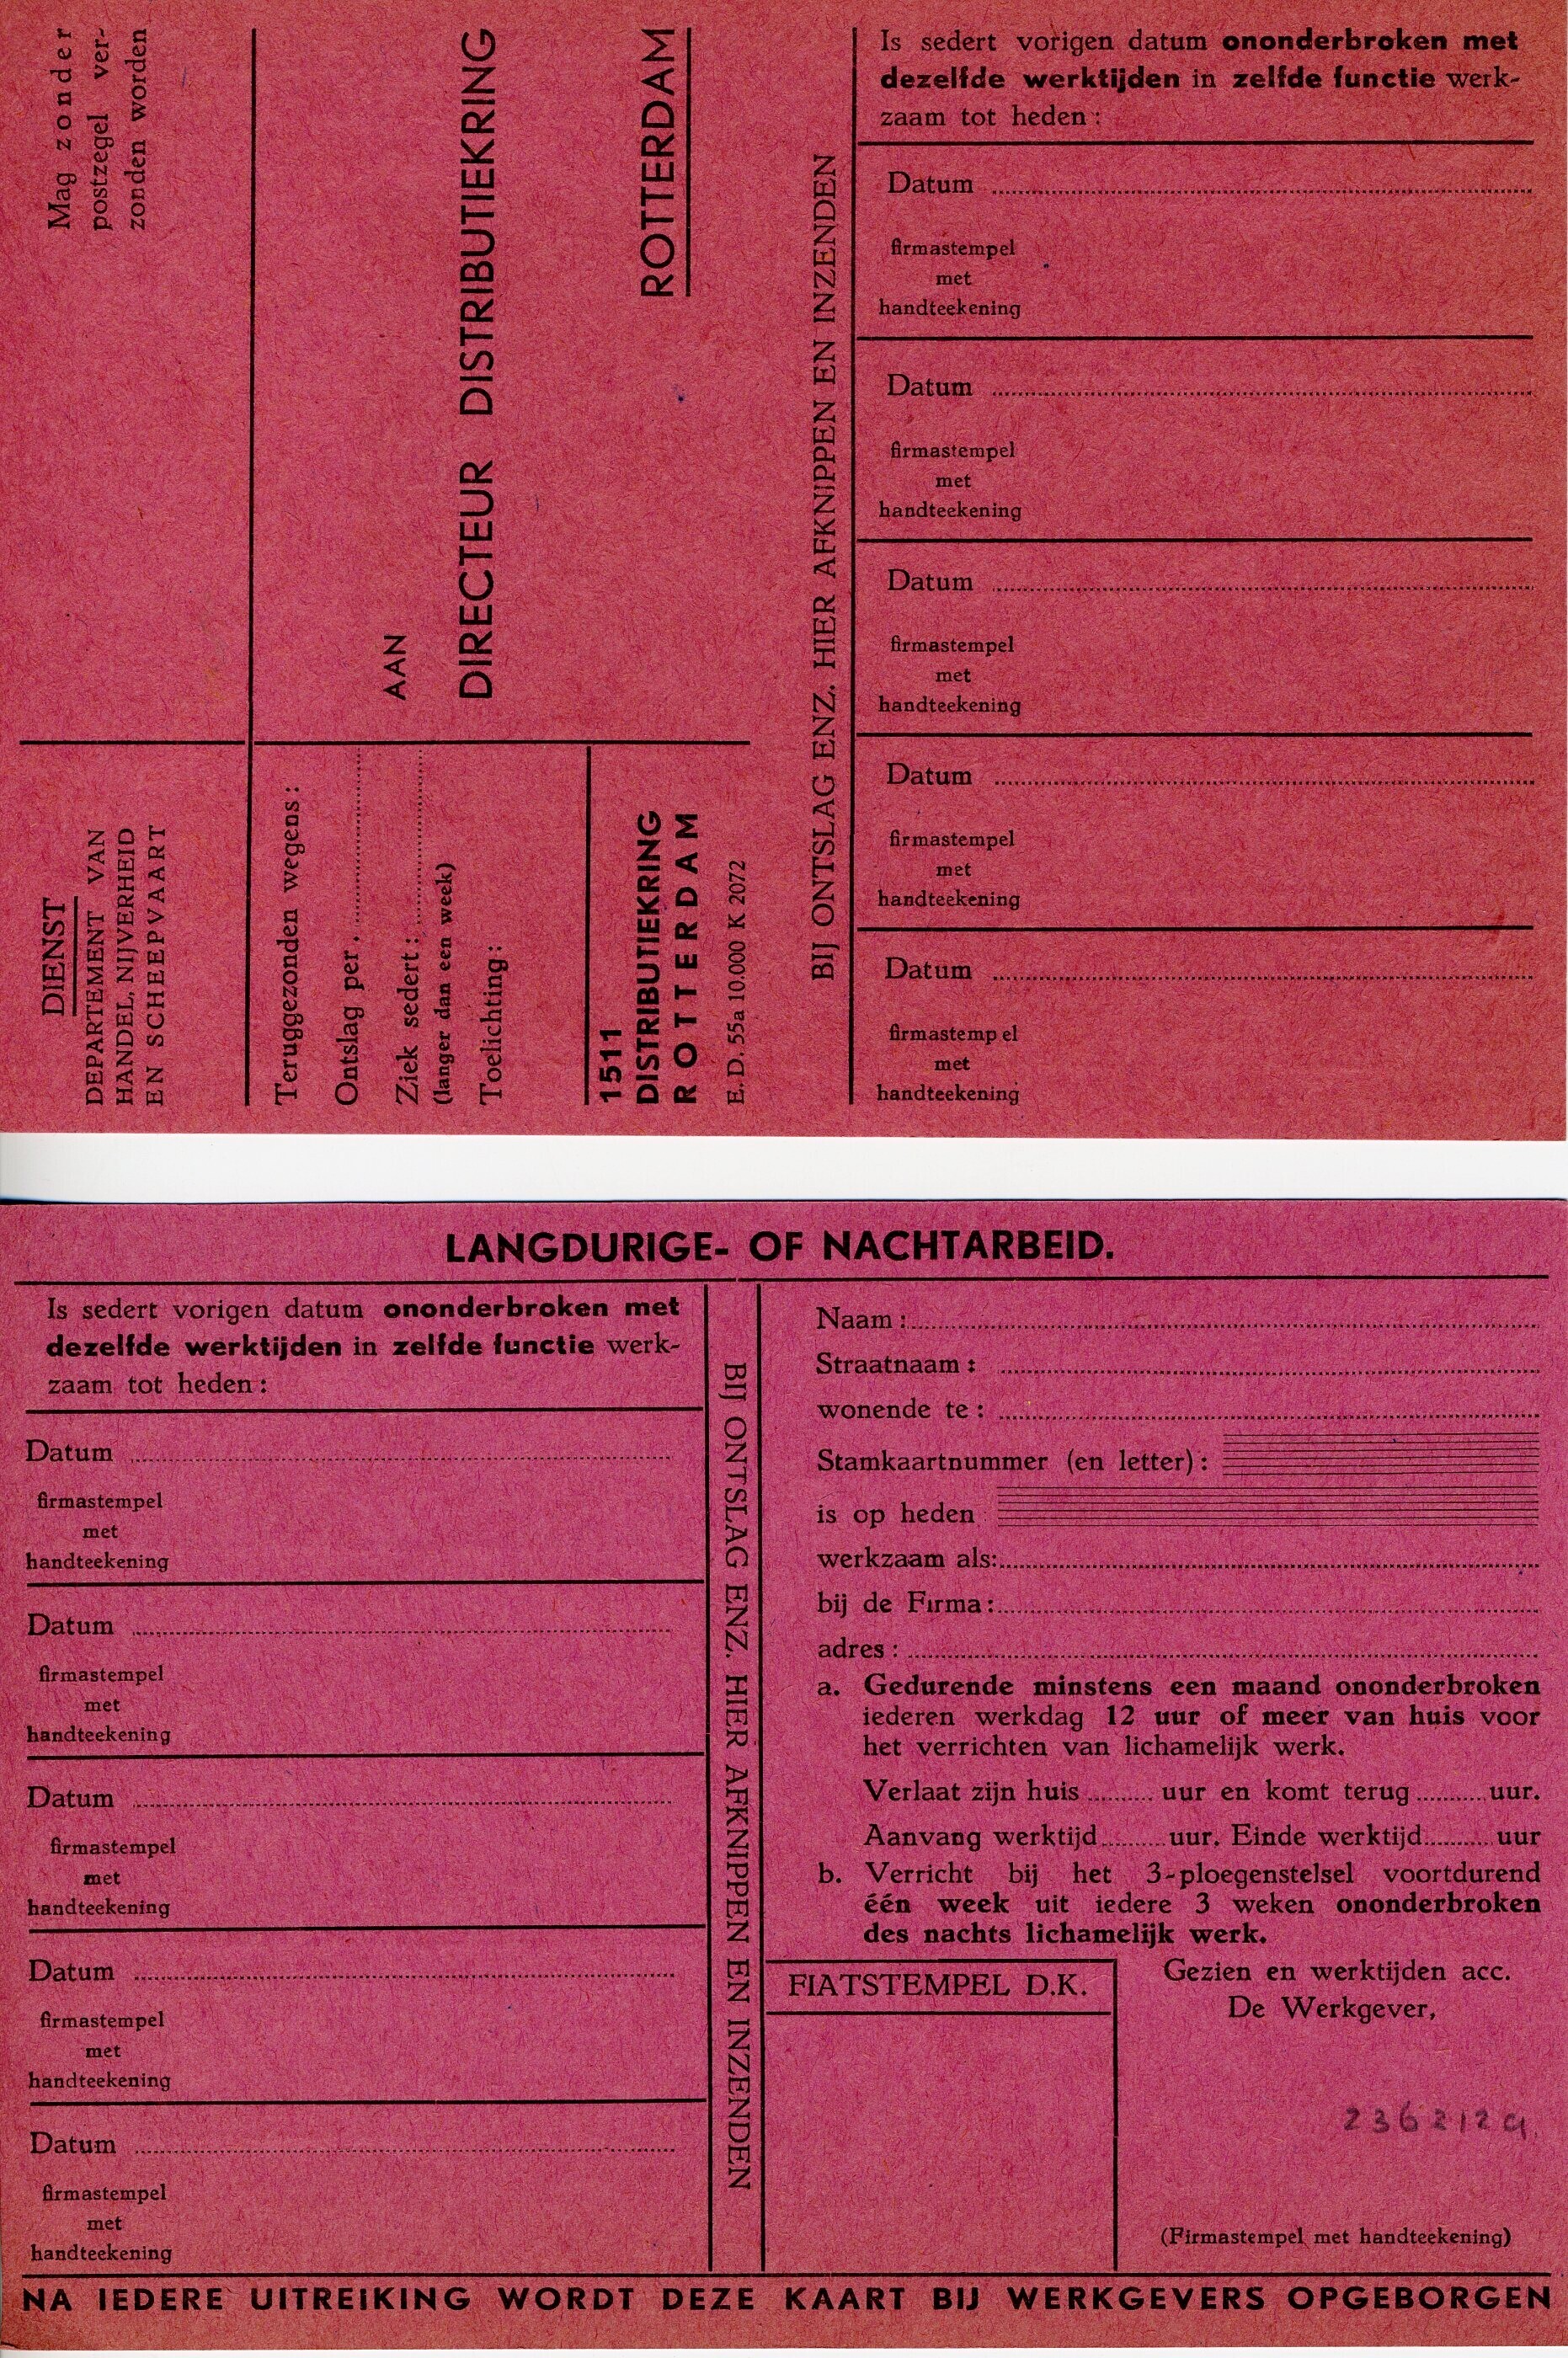 DIENST
DEPARTEMENT VAN
HANDEL, NIJVERHEID
EN SCHEEPVAART
Mag zonder
postzegel ver-
zonden worden
Teruggezonden wegens:
Ontslag per.
Ziek sedert:
(langer dan een week)
Toelichting:
AAN
DIRECTEUR DISTRIBUTIEKRING
ROTTERDAM
1511
DISTRIBUTIEKRING
ROTTERDAM
E. D. 55a 10.000 K 2072
BIJ ONTSLAG ENZ. HIER AFKNIPPEN EN INZENDEN
Is sedert vorigen datum ononderbroken met
dezelfde werktijden in zelfde functie werk-
zaam tot heden:
Datum
firmastempel
met
handteekening
Datum
firmastempel
met
handteekening
Datum
firmastempel
met
handteekening
Datum
firmastempel
met
handteekening
Datum
firmastemp el
met
handteekening
LANGDURIGE- OF NACHTARBEID.
Is sedert vorigen datum ononderbroken met
dezelfde werktijden in zelfde functie werk-
zaam tot heden:
Datum
firmastempel
met
handteekening
Datum
firmastempel
met
handteekening
Datum
firmastempel
met
handteekening
Datum
firmastempel
met
handteekening
Datum
firmastempel
met
handteekening
BIJ ONTSLAG ENZ. HIER AFKNIPPEN EN INZENDEN
Naam:
Straatnaam:
wonende te:
Stamkaartnummer (en letter):
is op heden
werkzaam als:
bij de Firma:
adres:
a. Gedurende minstens een maand ononderbroken
iederen werkdag 12 uur of meer van huis voor
het verrichten van lichamelijk werk.
Verlaat zijn huis ......... uur en komt terug ......... uur.
Aanvang werktijd ......... uur. Einde werktijd ......... uur
b. Verricht bij het 3-ploegenstelsel voortdurend
één week uit iedere 3 weken ononderbroken
des nachts lichamelijk werk.
FIATSTEMPEL D.K.
Gezien en werktijden acc.
De Werkgever,
236212a
(Firmastempel met handteekening)
NA IEDERE UITREIKING WORDT DEZE KAART BIJ WERKGEVERS OPGEBORGEN